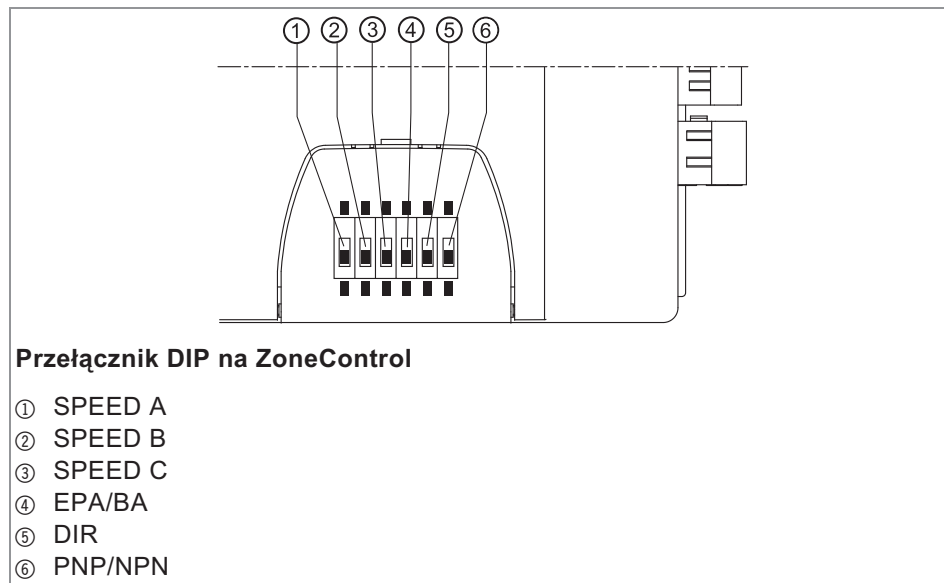 ① ② ③ ④ ⑤ ⑥
Przełącznik DIP na ZoneControl
① SPEED A
② SPEED B
③ SPEED C
④ EPA/BA
⑤ DIR
⑥ PNP/NPN